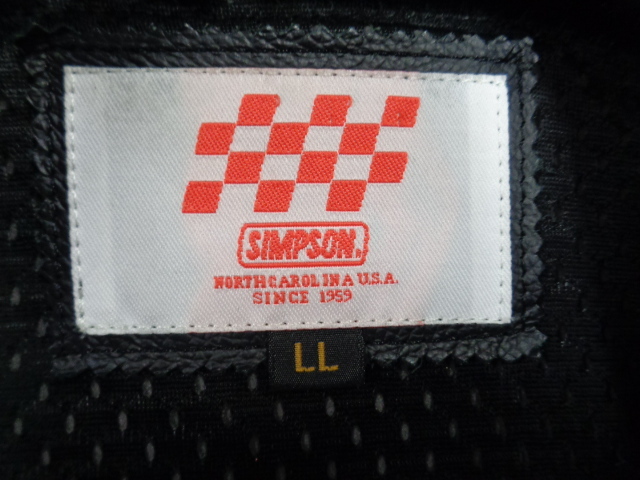 SIMPSON.
NORTH CAROLINA U.S.A.
SINCE 1959
LL